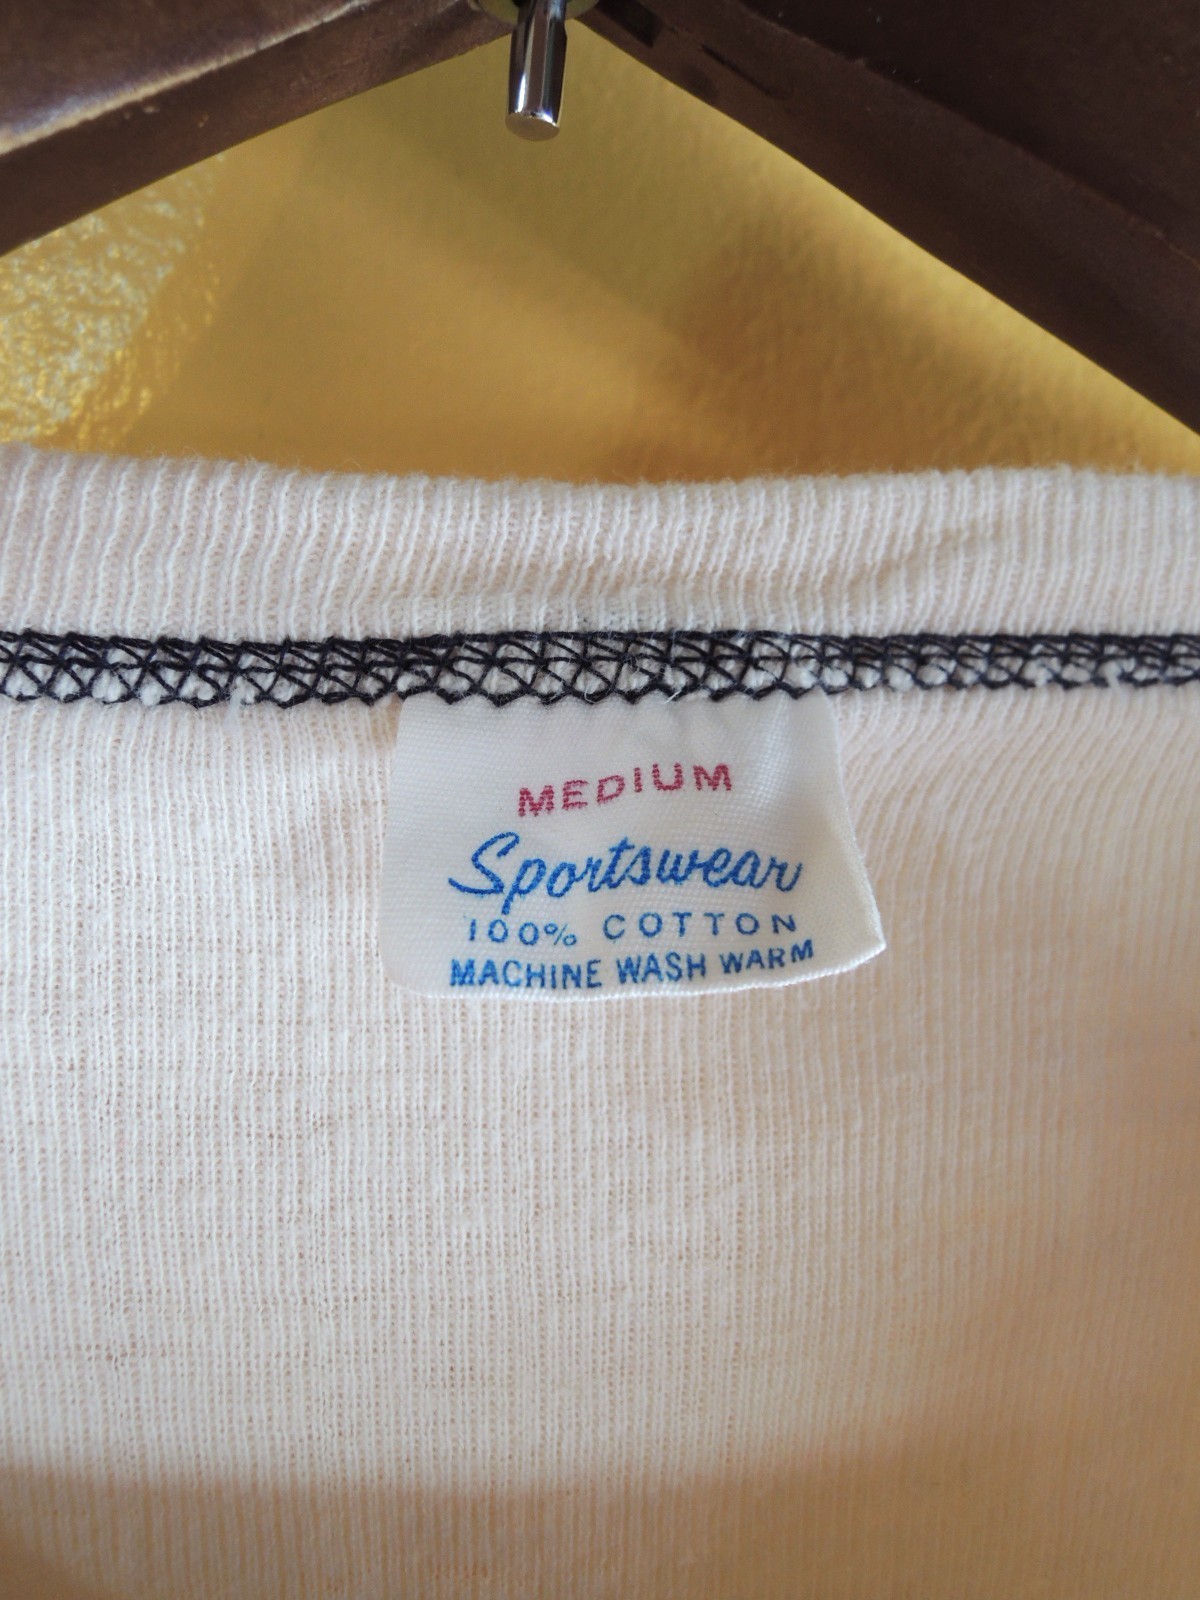 MEDIUM
Sportswear
100% COTTON
MACHINE WASH WARM